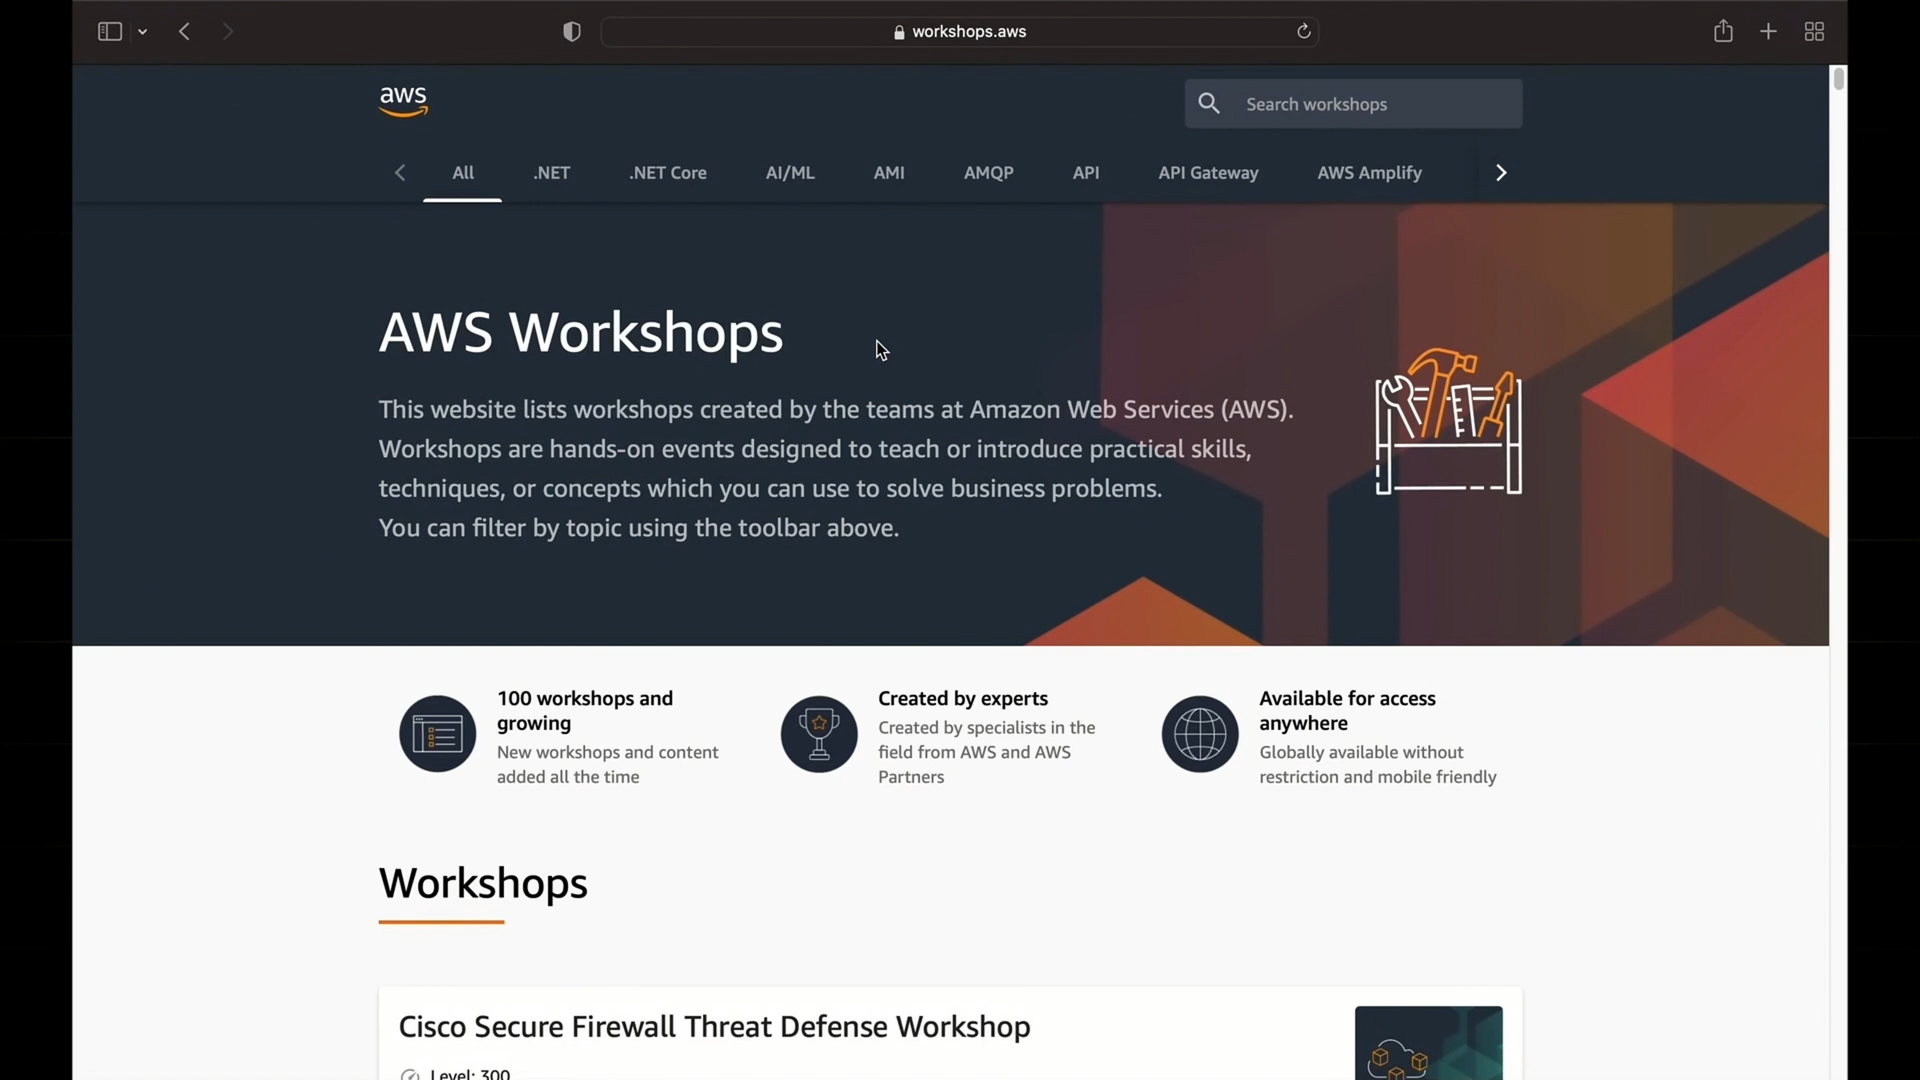 workshops.aws
aws
Search workshops
All .NET .NET Core AI/ML AMI AMQP API API Gateway AWS Amplify
AWS Workshops
This website lists workshops created by the teams at Amazon Web Services (AWS).
Workshops are hands-on events designed to teach or introduce practical skills,
techniques, or concepts which you can use to solve business problems.
You can filter by topic using the toolbar above.
100 workshops and
growing
New workshops and content
added all the time
Created by experts
Created by specialists in the
field from AWS and AWS
Partners
Available for access
anywhere
Globally available without
restriction and mobile friendly
Workshops
Cisco Secure Firewall Threat Defense Workshop
Level: 300